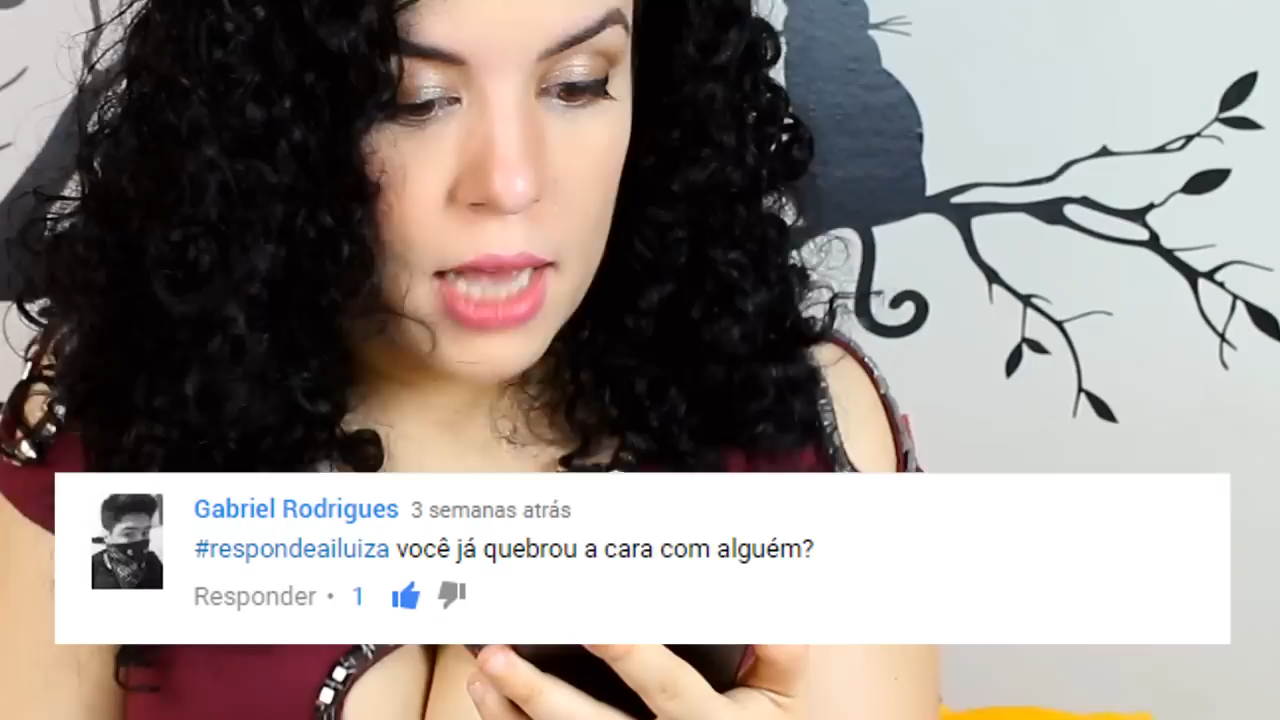 Gabriel Rodrigues 3 semanas atrás
#respondeailuiza você já quebrou a cara com alguém?
Responder • 1